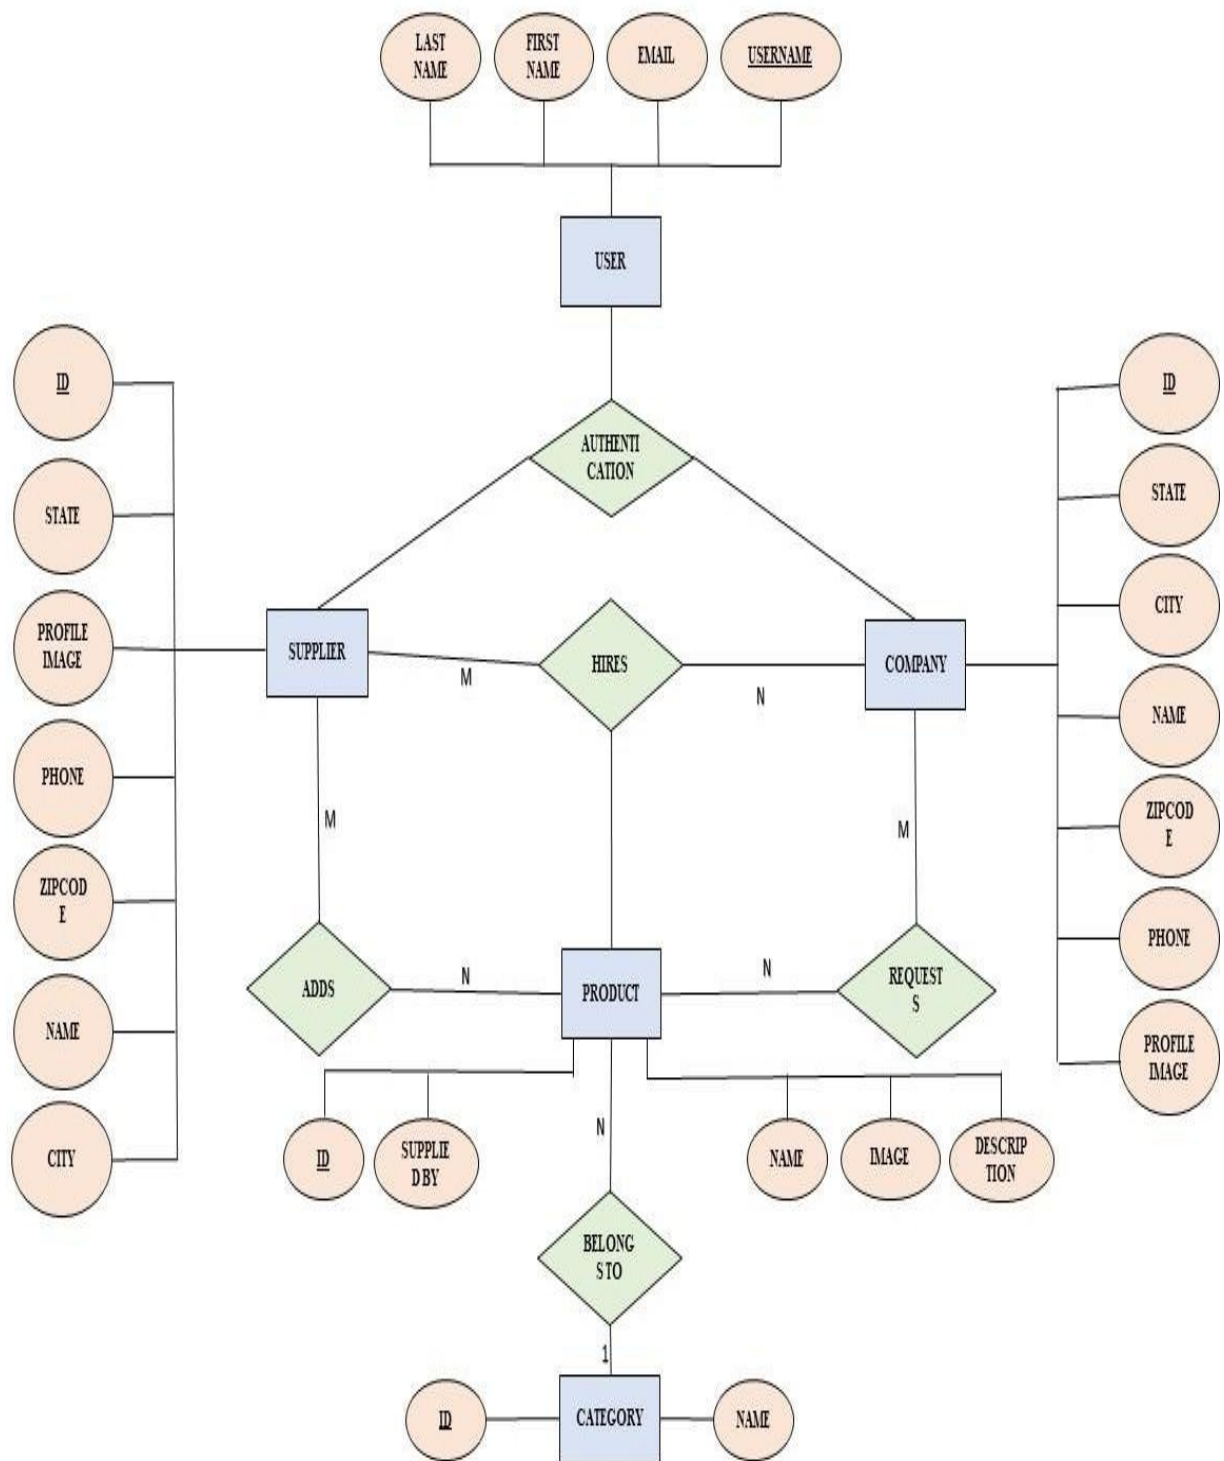 LAST
NAME
FIRST
NAME
EMAIL
USERNAME
USER
ID
STATE
PROFILE
IMAGE
PHONE
ZIPCOD
E
NAME
CITY
AUTHENTI
CATION
SUPPLIER
M
HIRES
N
COMPANY
ID
STATE
CITY
NAME
ZIPCOD
E
PHONE
PROFILE
IMAGE
M
M
ADDS
N
PRODUCT
N
REQUEST
S
ID
SUPPLIE
D BY
N
NAME
IMAGE
DESCRIP
TION
BELONG
S TO
1
ID
CATEGORY
NAME